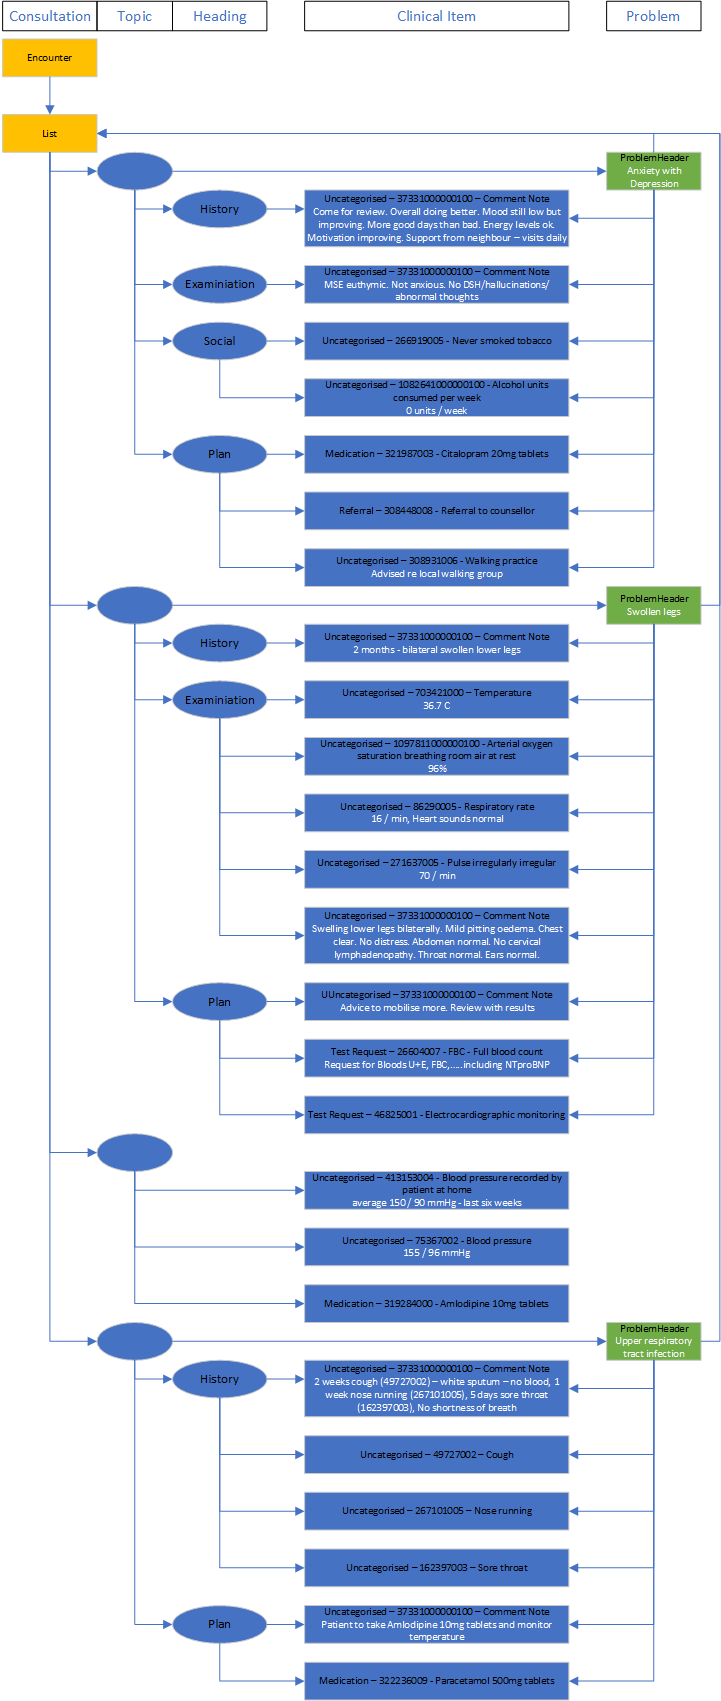 Consultation
Topic
Heading
Clinical Item
Problem
Encounter
List
ProblemHeader
Anxiety with
Depression
History
Uncategorised – 37331000000100 – Comment Note
Come for review. Overall doing better. Mood still low but
improving. More good days than bad. Energy levels ok.
Motivation improving. Support from neighbour – visits daily
Examiniation
Uncategorised – 37331000000100 – Comment Note
MSE euthymic. Not anxious. No DSH/hallucinations/
abnormal thoughts
Social
Uncategorised – 266919005 - Never smoked tobacco
Uncategorised – 1082641000000100 - Alcohol units
consumed per week
0 units / week
Plan
Medication – 321987003 - Citalopram 20mg tablets
Referral – 308448008 - Referral to counsellor
Uncategorised – 308931006 - Walking practice
Advised re local walking group
ProblemHeader
Swollen legs
History
Uncategorised – 37331000000100 – Comment Note
2 months - bilateral swollen lower legs
Examiniation
Uncategorised – 703421000 – Temperature
36.7 C
Uncategorised – 1097811000000100 - Arterial oxygen
saturation breathing room air at rest
96%
Uncategorised – 86290005 - Respiratory rate
16 / min, Heart sounds normal
Uncategorised – 271637005 - Pulse irregularly irregular
70 / min
Uncategorised – 37331000000100 – Comment Note
Swelling lower legs bilaterally. Mild pitting oedema. Chest
clear. No distress. Abdomen normal. No cervical
lymphadenopathy. Throat normal. Ears normal.
Plan
UUncategorised – 37331000000100 – Comment Note
Advice to mobilise more. Review with results
Test Request – 26604007 - FBC - Full blood count
Request for Bloods U+E, FBC,.....including NTproBNP
Test Request – 46825001 - Electrocardiographic monitoring
Uncategorised – 413153004 - Blood pressure recorded by
patient at home
average 150 / 90 mmHg - last six weeks
Uncategorised – 75367002 - Blood pressure
155 / 96 mmHg
Medication – 319284000 - Amlodipine 10mg tablets
ProblemHeader
Upper respiratory
tract infection
History
Uncategorised – 37331000000100 – Comment Note
2 weeks cough (49727002) – white sputum – no blood, 1
week nose running (267101005), 5 days sore throat
(162397003), No shortness of breath
Uncategorised – 49727002 – Cough
Uncategorised – 267101005 – Nose running
Uncategorised – 162397003 – Sore throat
Plan
Uncategorised – 37331000000100 – Comment Note
Patient to take Amlodipine 10mg tablets and monitor
temperature
Medication – 322236009 - Paracetamol 500mg tablets